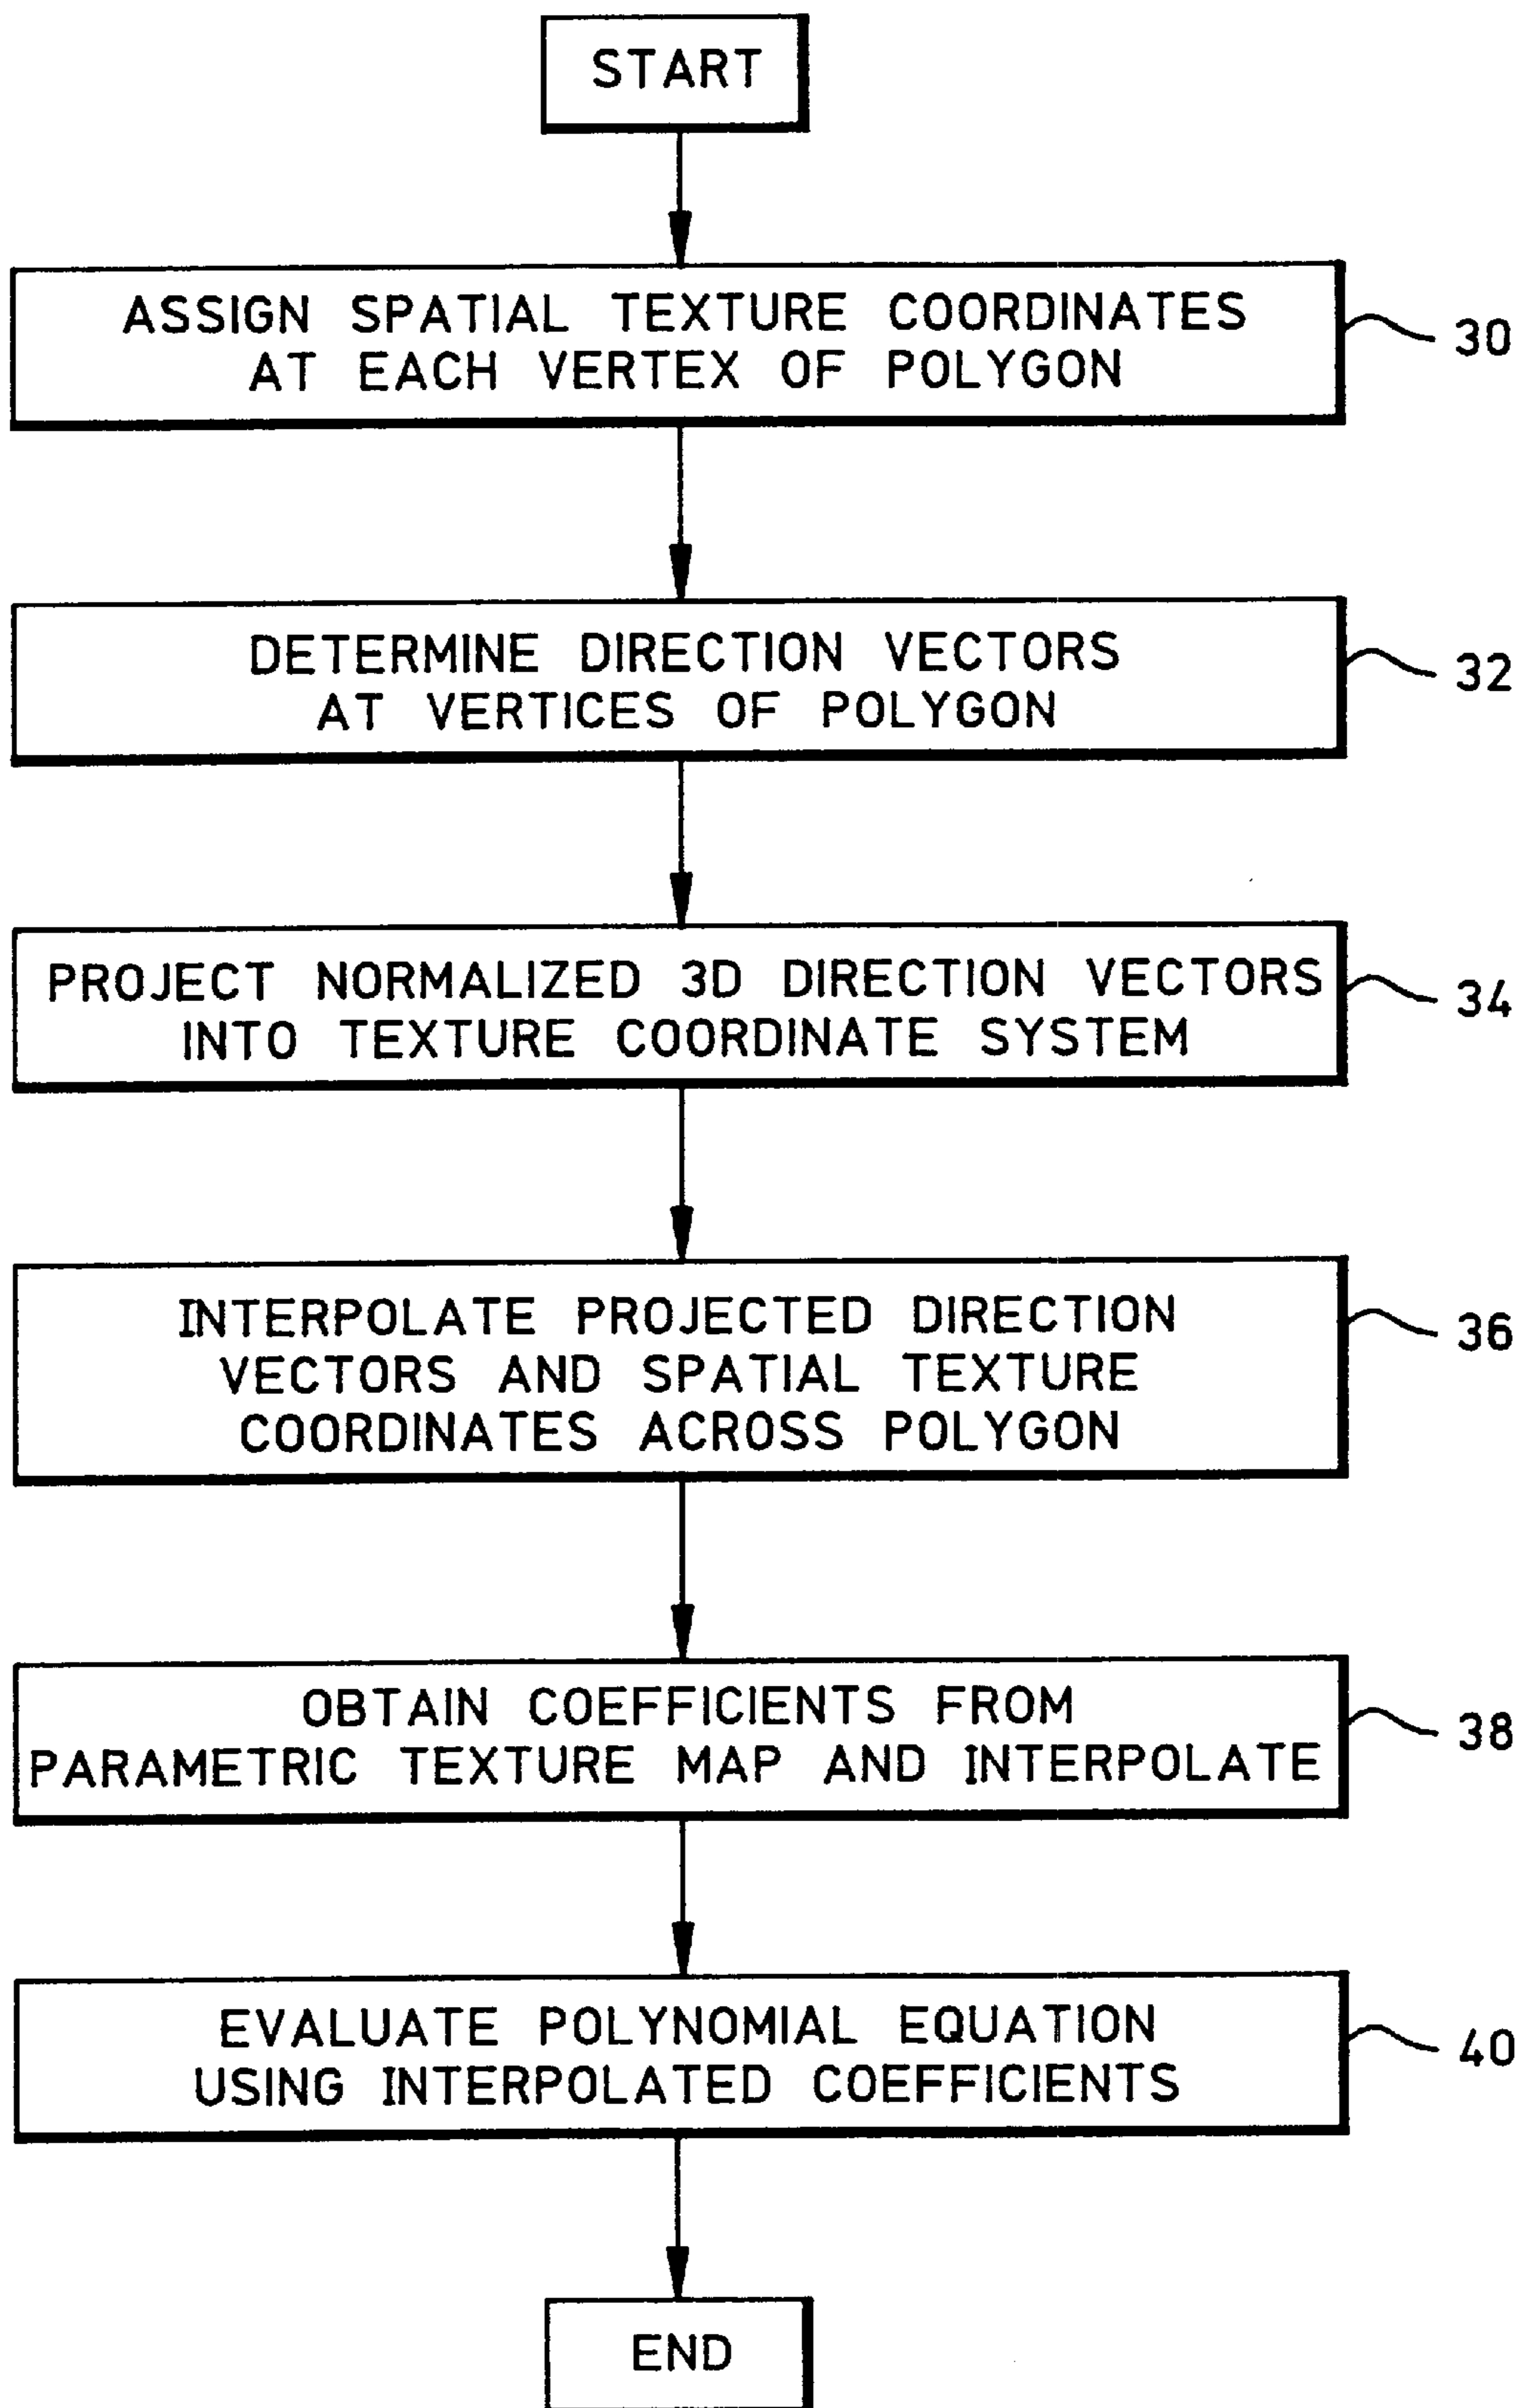 START
ASSIGN SPATIAL TEXTURE COORDINATES
AT EACH VERTEX OF POLYGON
30
DETERMINE DIRECTION VECTORS
AT VERTICES OF POLYGON
32
PROJECT NORMALIZED 3D DIRECTION VECTORS
INTO TEXTURE COORDINATE SYSTEM
34
INTERPOLATE PROJECTED DIRECTION
VECTORS AND SPATIAL TEXTURE
COORDINATES ACROSS POLYGON
36
OBTAIN COEFFICIENTS FROM
PARAMETRIC TEXTURE MAP AND INTERPOLATE
38
EVALUATE POLYNOMIAL EQUATION
USING INTERPOLATED COEFFICIENTS
40
END